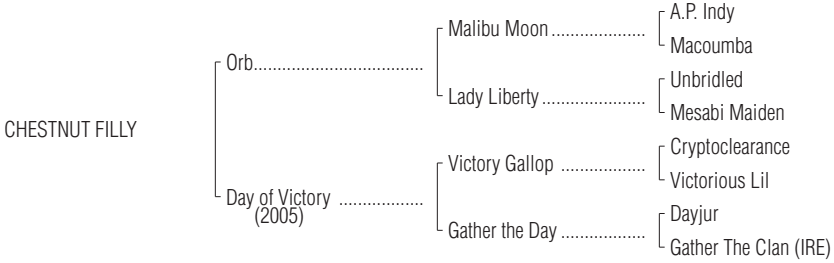 A.P. Indy
Malibu Moon ....................
Macoumba
Orb.................................
Unbridled
Lady Liberty ......................
Mesabi Maiden
CHESTNUT FILLY
Cryptoclearance
Victory Gallop ..................
Victorious Lil
Day of Victory .................
(2005)
Dayjur
Gather the Day ..................
Gather The Clan (IRE)